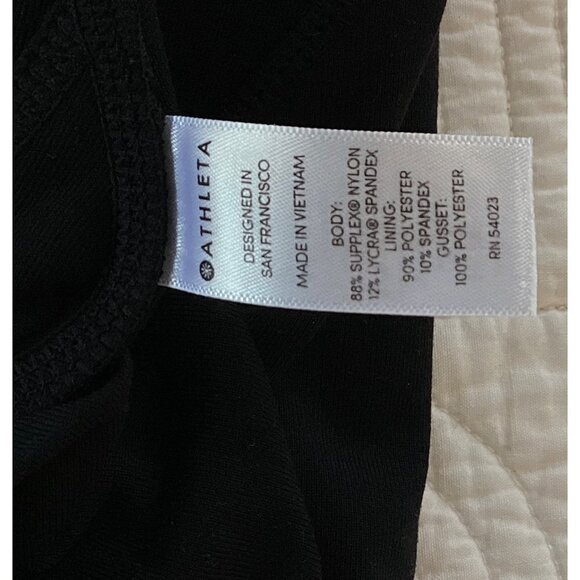 ATHLETA
DESIGNED IN
SAN FRANCISCO
MADE IN VIETNAM
BODY:
88% SUPPLEX® NYLON
12% LYCRA® SPANDEX
LINING:
90% POLYESTER
10% SPANDEX
GUSSET:
100% POLYESTER
RN 54023